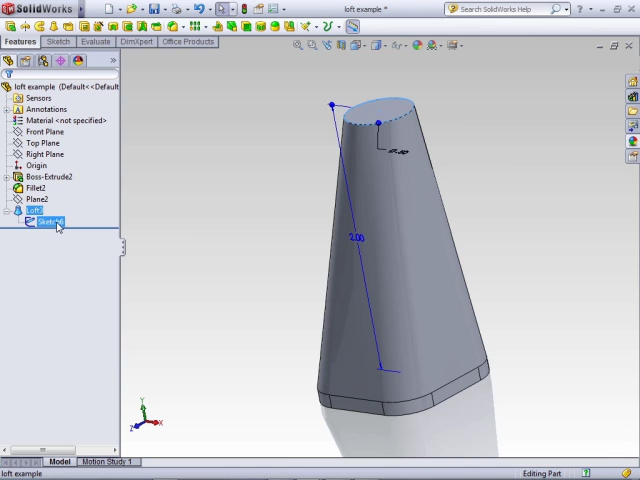 SolidWorks
loft example *
Search SolidWorks Help
Features
Sketch
Evaluate
DimXpert
Office Products
loft example (Default<<Default
Sensors
Annotations
Material <not specified>
Front Plane
Top Plane
Right Plane
Origin
Boss-Extrude2
Fillet2
Plane2
Loft3
Sketch6
2.00
Y
X
Z
Model
Motion Study 1
loft example
Editing Part